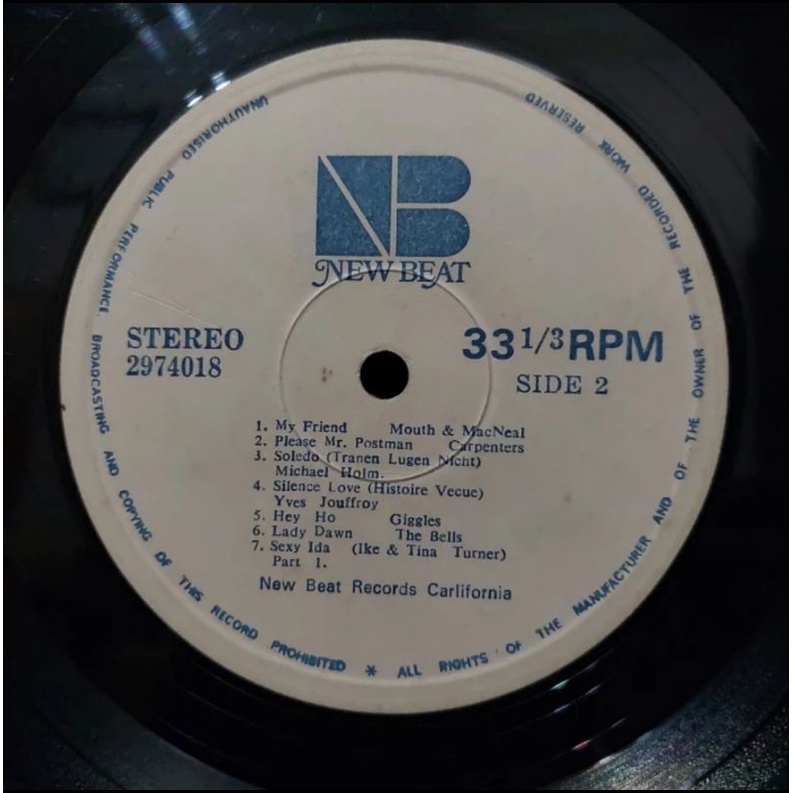 NB
NEW BEAT
STEREO
2974018
33 1/3 RPM
SIDE 2
1. My Friend Mouth & MacNeal
2. Please Mr. Postman Carpenters
3. Soledo (Tranen Lugen Nicht)
Michael Holm.
4. Silence Love (Histoire Vecue)
Yves Jouffroy
5. Hey Ho Giggles
6. Lady Dawn The Bells
7. Sexy Ida (Ike & Tina Turner)
Part 1.
New Beat Records Carlifornia
UNAUTHORISED PUBLIC PERFORMANCE. BROADCASTING AND COPYING OF THIS RECORD PROHIBITED * ALL RIGHTS OF THE MANUFACTURER AND OF THE OWNER OF THE RECORDED WORK RESERVED